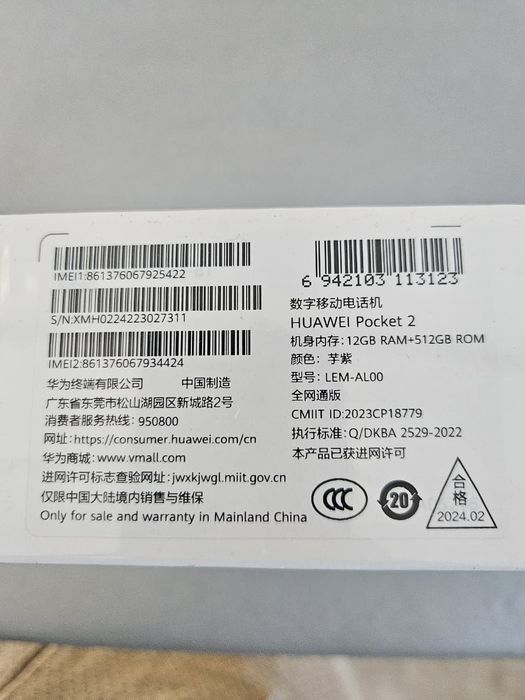 IMEI1:861376067925422
S/N:XMH0224223027311
IMEI2:861376067934424
华为终端有限公司 中国制造
广东省东莞市松山湖园区新城路2号
消费者服务热线: 950800
网址: https://consumer.huawei.com/cn
华为商城: www.vmall.com
进网许可标志查验网址: jwxkjwgl.miit.gov.cn
仅限中国大陆境内销售与维保
Only for sale and warranty in Mainland China
6 942103 113123
数字移动电话机
HUAWEI Pocket 2
机身内存: 12GB RAM+512GB ROM
颜色: 芋紫
型号: LEM-AL00
全网通版
CMIIT ID:2023CP18779
执行标准: Q/DKBA 2529-2022
本产品已获进网许可
CCC
20
合格
2024.02